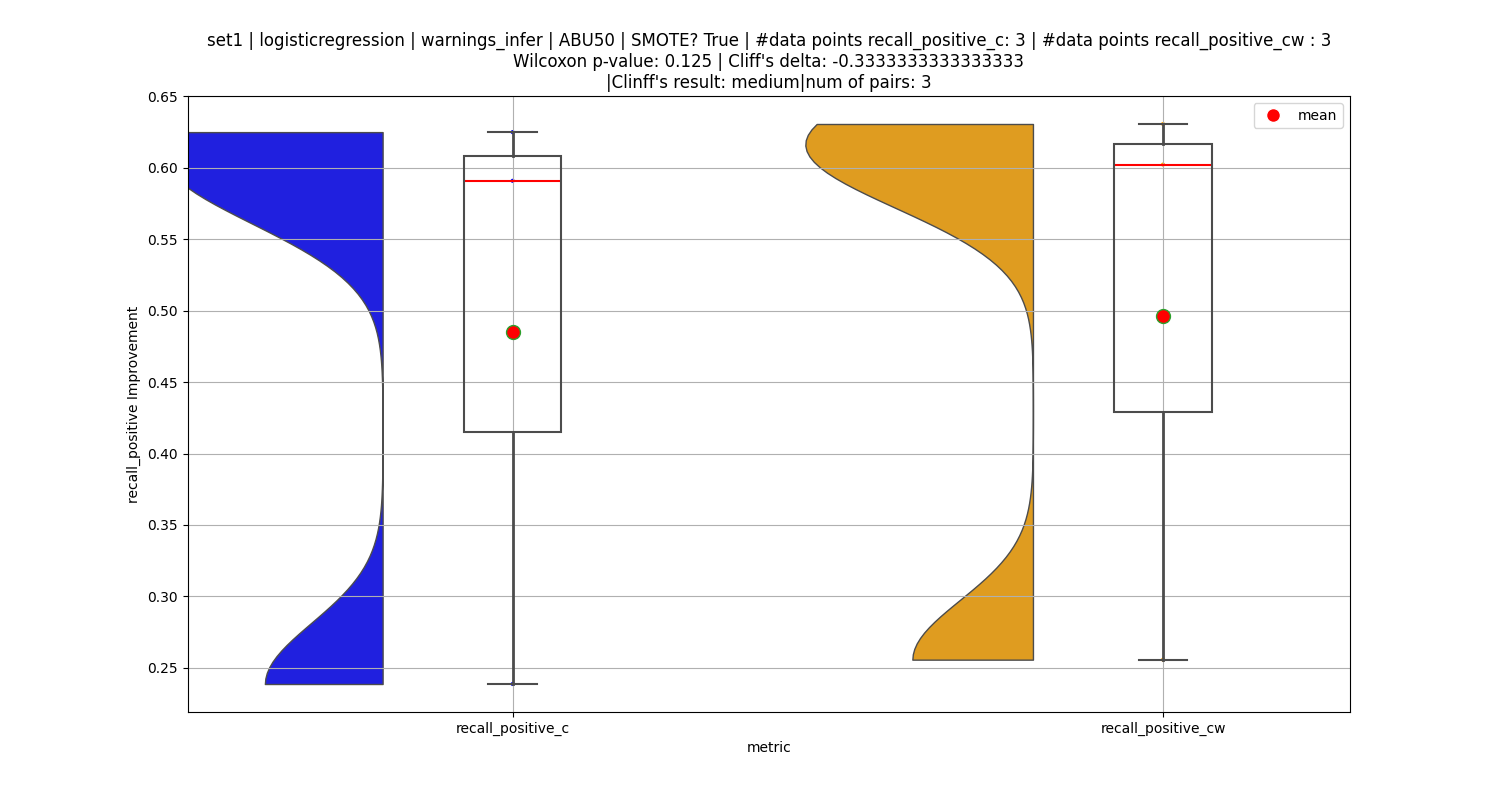 set1 | logisticregression | warnings_infer | ABU50 | SMOTE? True | #data points recall_positive_c: 3 | #data points recall_positive_cw : 3
Wilcoxon p-value: 0.125 | Cliff's delta: -0.3333333333333333
|Clinff's result: medium|num of pairs: 3
mean
recall_positive Improvement
0.65
0.60
0.55
0.50
0.45
0.40
0.35
0.30
0.25
recall_positive_c
recall_positive_cw
metric